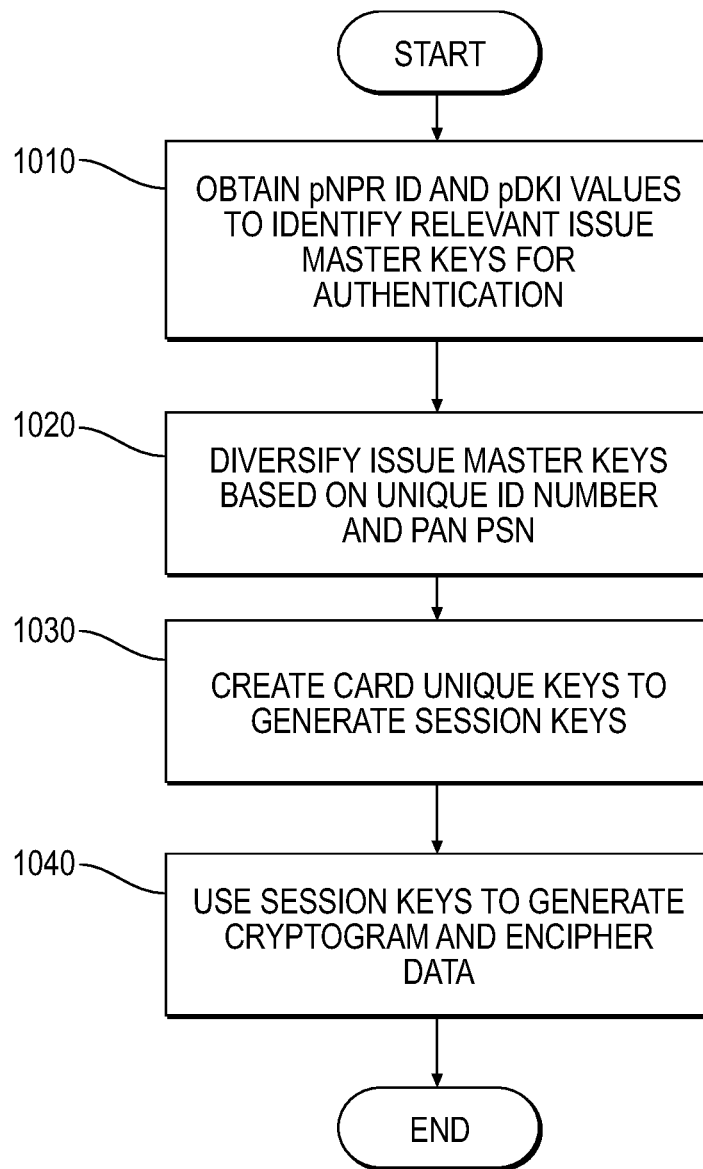 START
1010
OBTAIN pNPR ID AND pDKI VALUES
TO IDENTIFY RELEVANT ISSUE
MASTER KEYS FOR
AUTHENTICATION
1020
DIVERSIFY ISSUE MASTER KEYS
BASED ON UNIQUE ID NUMBER
AND PAN PSN
1030
CREATE CARD UNIQUE KEYS TO
GENERATE SESSION KEYS
1040
USE SESSION KEYS TO GENERATE
CRYPTOGRAM AND ENCIPHER
DATA
END